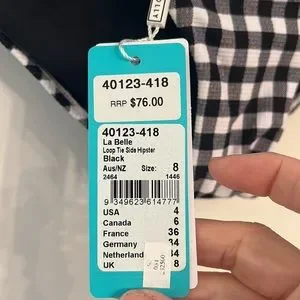 40123-418
RRP $76.00
40123-418
La Belle
Loop Tie Side Hipster
Black
Aus/NZ Size: 8
2464 1446
9 349623 614777
USA 4
Canada 6
France 36
Germany 34
Netherland 34
UK 8